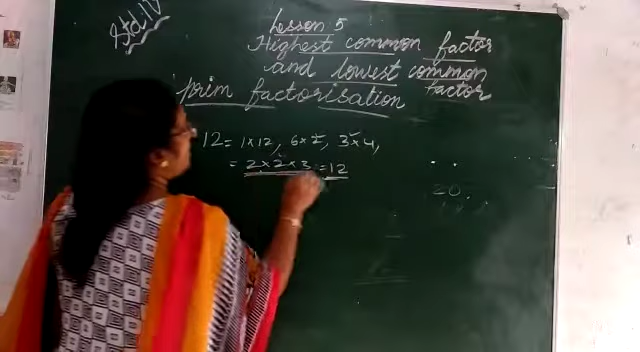 Std.IV
Lesson 5
Highest common factor
and lowest common
factor
prim factorisation
12 = 1×12, 6×2, 3×4,
= 2×2×3 = 12
20.